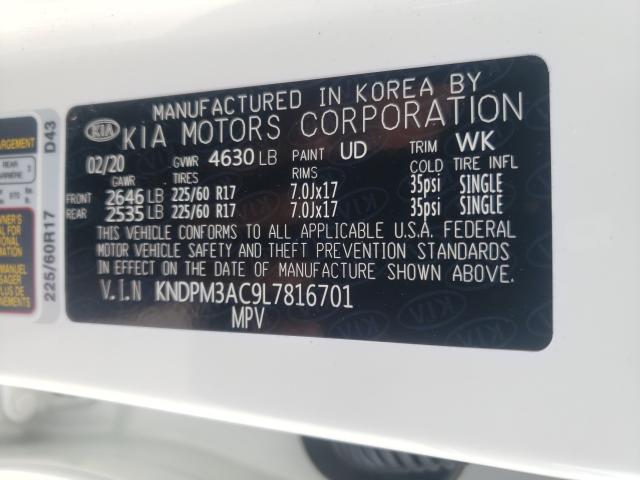 MANUFACTURED IN KOREA BY
KIA KIA MOTORS CORPORATION
02/20 GVWR 4630 LB PAINT UD TRIM WK
GAWR TIRES RIMS COLD TIRE INFL
FRONT 2646 LB 225/60 R17 7.0Jx17 35psi SINGLE
REAR 2535 LB 225/60 R17 7.0Jx17 35psi SINGLE
THIS VEHICLE CONFORMS TO ALL APPLICABLE U.S.A. FEDERAL
MOTOR VEHICLE SAFETY AND THEFT PREVENTION STANDARDS
IN EFFECT ON THE DATE OF MANUFACTURE SHOWN ABOVE.
V.I.N KNDPM3AC9L7816701
MPV
D43
225/60R17
REAR